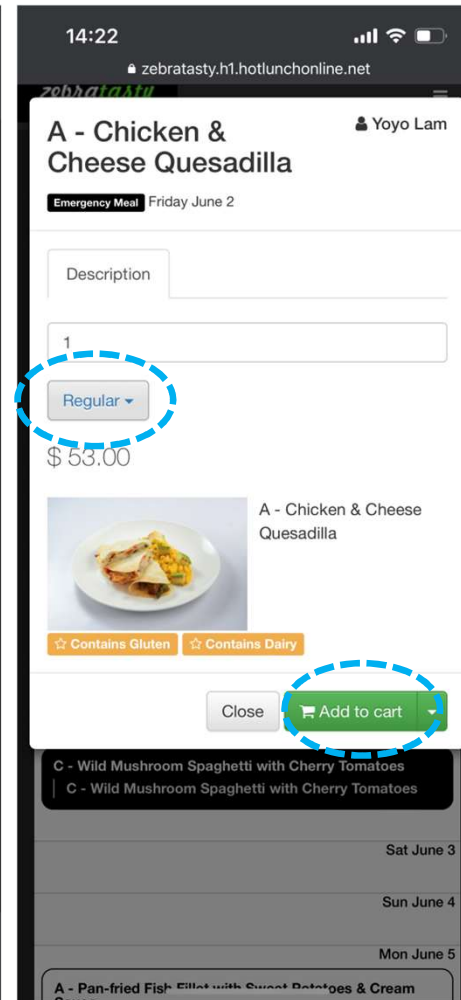 14:22
zebratasty.h1.hotlunchonline.net
zebratasty
A - Chicken &
Cheese Quesadilla
Yoyo Lam
Emergency Meal Friday June 2
Description
1
Regular
$ 53.00
A - Chicken & Cheese
Quesadilla
Contains Gluten
Contains Dairy
Close
Add to cart
C - Wild Mushroom Spaghetti with Cherry Tomatoes
C - Wild Mushroom Spaghetti with Cherry Tomatoes
Sat June 3
Sun June 4
Mon June 5
A - Pan-fried Fish Fillet with Sweet Potatoes & Cream